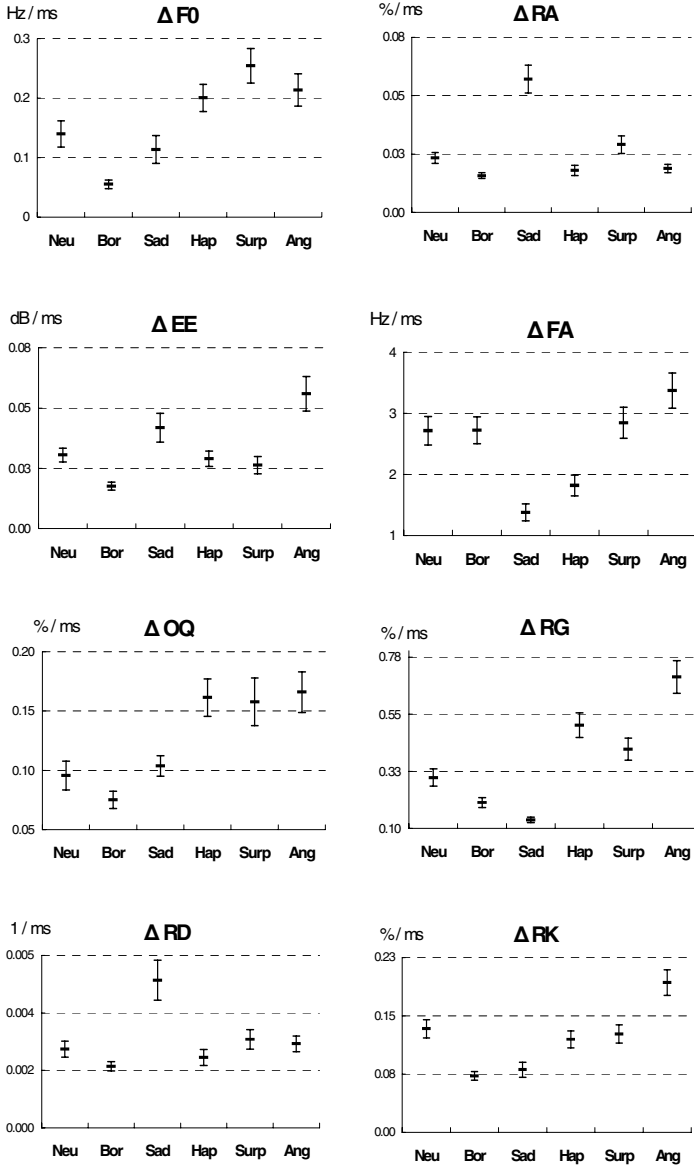 Hz / ms
Δ F0
0.3
0.2
0.1
0
Neu Bor Sad Hap Surp Ang
% / ms
Δ RA
0.08
0.05
0.03
0.00
Neu Bor Sad Hap Surp Ang
dB / ms
Δ EE
0.08
0.05
0.03
0.00
Neu Bor Sad Hap Surp Ang
Hz / ms
Δ FA
4
3
2
1
Neu Bor Sad Hap Surp Ang
% / ms
Δ OQ
0.20
0.15
0.10
0.05
Neu Bor Sad Hap Surp Ang
% / ms
Δ RG
0.78
0.55
0.33
0.10
Neu Bor Sad Hap Surp Ang
1 / ms
Δ RD
0.005
0.004
0.002
0.000
Neu Bor Sad Hap Surp Ang
% / ms
Δ RK
0.23
0.15
0.08
0.00
Neu Bor Sad Hap Surp Ang